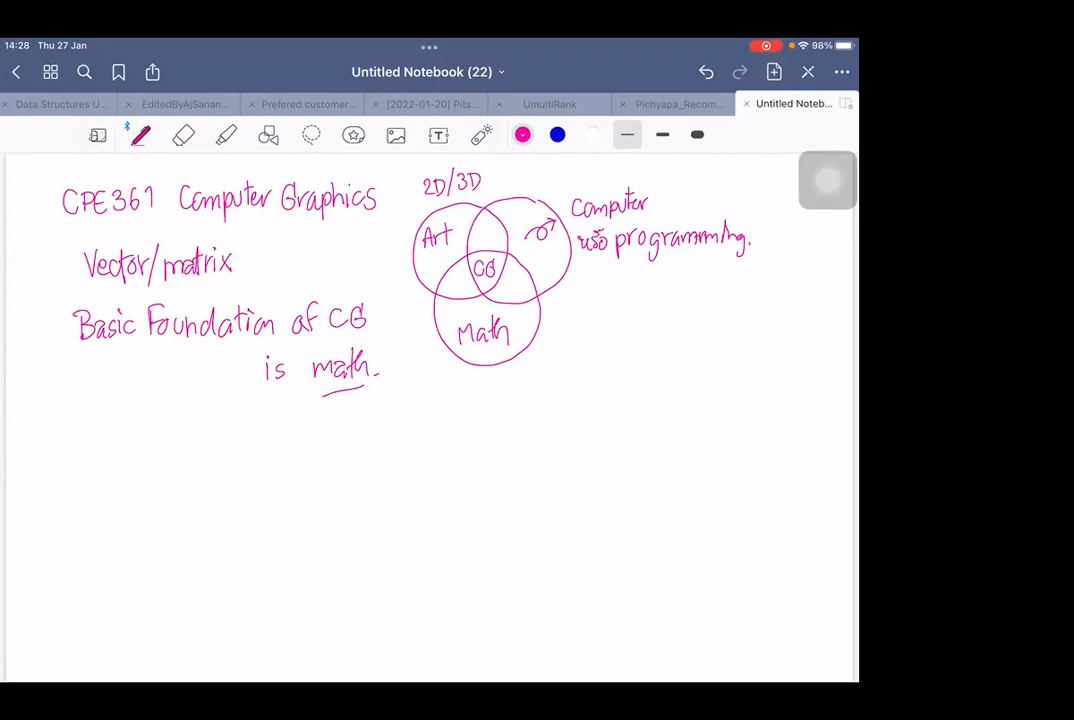 14:28 Thu 27 Jan
98%
Untitled Notebook (22)
Data Structures U...
EditedByAjSanan...
Prefered customer...
[2022-01-20] Pits...
UmultiRank
Pichyapa_Recom...
Untitled Noteb...
CPE361 Computer Graphics
Vector/matrix
Basic Foundation of CG
is math.
2D/3D
Art
CG
Math
Computer
หรือ programming.